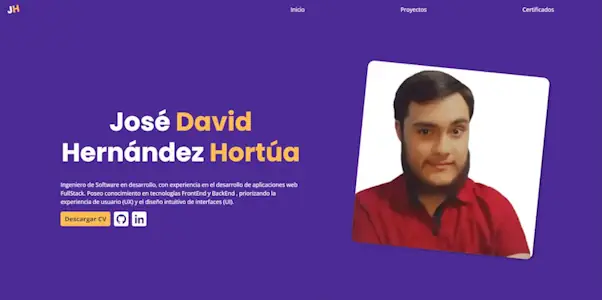 JH
Inicio
Proyectos
Certificados
José David
Hernández Hortúa
Ingeniero de Software en desarrollo, con experiencia en el desarrollo de aplicaciones web
FullStack. Poseo conocimiento en tecnologías FrontEnd y BackEnd , priorizando la
experiencia de usuario (UX) y el diseño intuitivo de interfaces (UI).
Descargar CV
in